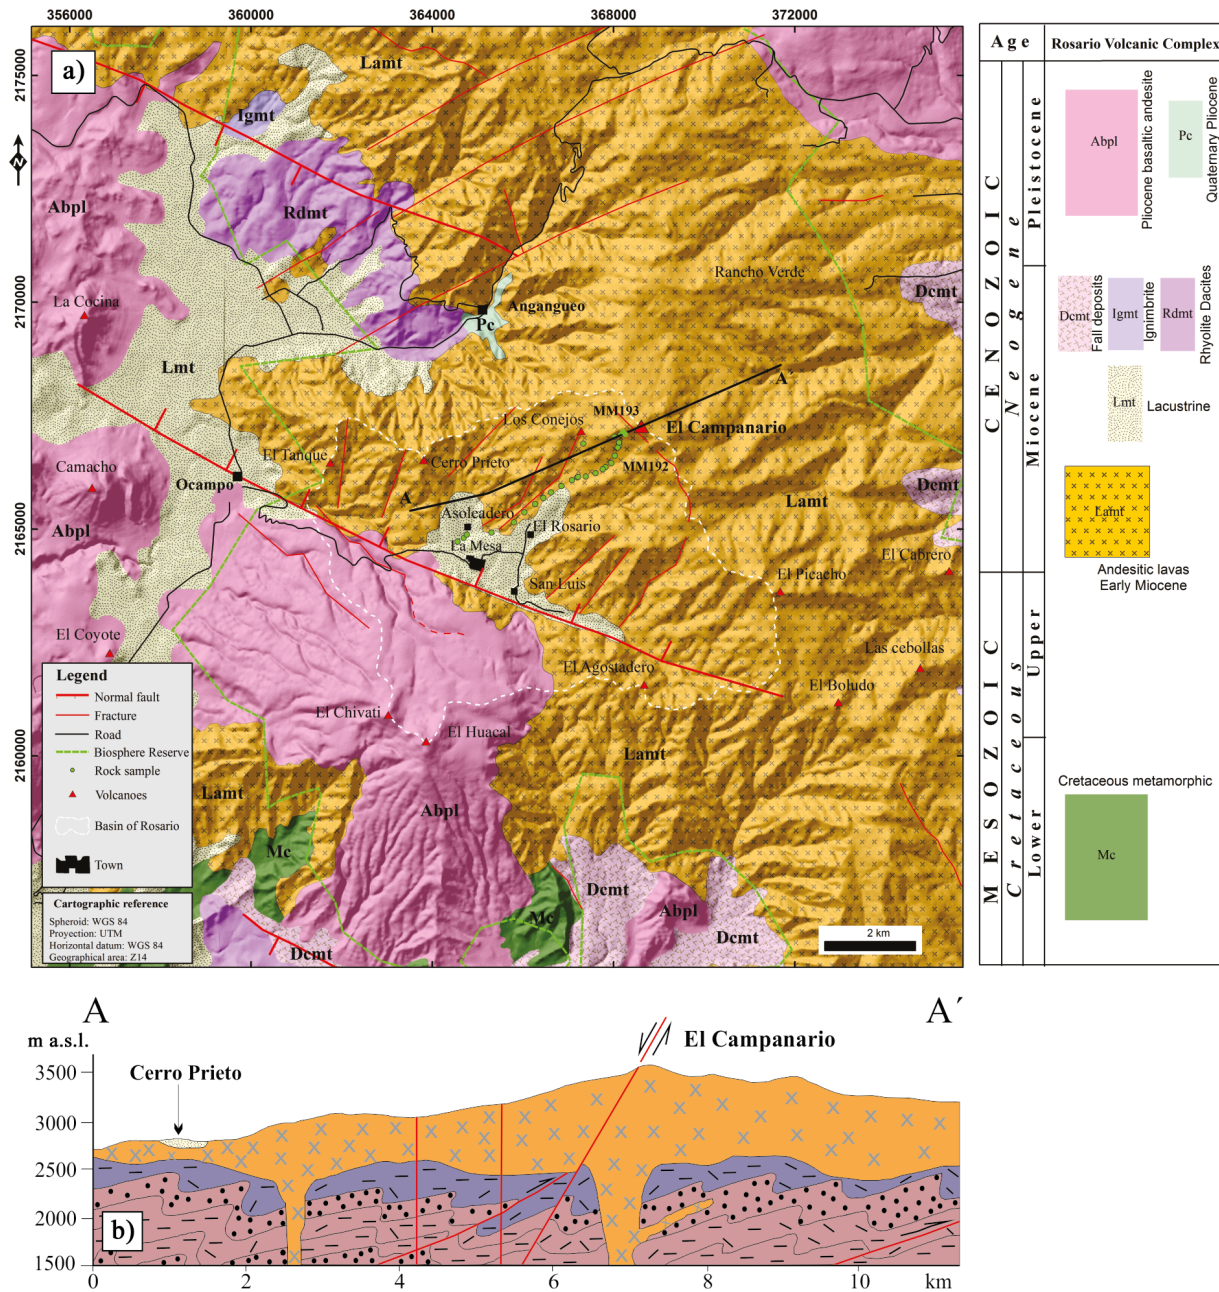 356000
360000
364000
368000
372000
2175000
2170000
2165000
2160000
N
a)
Lamt
Igmt
Rdmt
Abpl
La Cocina
Rancho Verde
Dcmt
Angangueo
Pc
Lmt
A´
MM193
Los Conejos
El Campanario
El Tanque
Cerro Prieto
MM192
Camacho
Ocampo
A
Dcmt
Lamt
Asoleadero
El Rosario
Abpl
La Mesa
El Cabrero
San Luis
El Picacho
El Coyote
Las cebollas
El Agostadero
El Boludo
El Chivati
El Huacal
Lamt
Lamt
Abpl
Mc
Dcmt
Mc
Abpl
Dcmt
Dcmt
2 km
Legend
Normal fault
Fracture
Road
Biosphere Reserve
Rock sample
Volcanoes
Basin of Rosario
Town
Cartographic reference
Spheroid: WGS 84
Proyection: UTM
Horizontal datum: WGS 84
Geographical area: Z14
Age
Rosario Volcanic Complex
CENOZOIC
Neogene
Pleistocene
Miocene
MESOZOIC
Cretaceous
Upper
Lower
Abpl
Pliocene basaltic andesite
Pc
Quaternary Pliocene
Dcmt
Fall deposits
Igmt
Ignimbrite
Rdmt
Rhyolite Dacites
Lmt
Lacustrine
Lamt
Andesitic lavas
Early Miocene
Cretaceous metamorphic
Mc
A
A´
m a.s.l.
El Campanario
Cerro Prieto
3500
3000
2500
2000
1500
b)
0
2
4
6
8
10
km